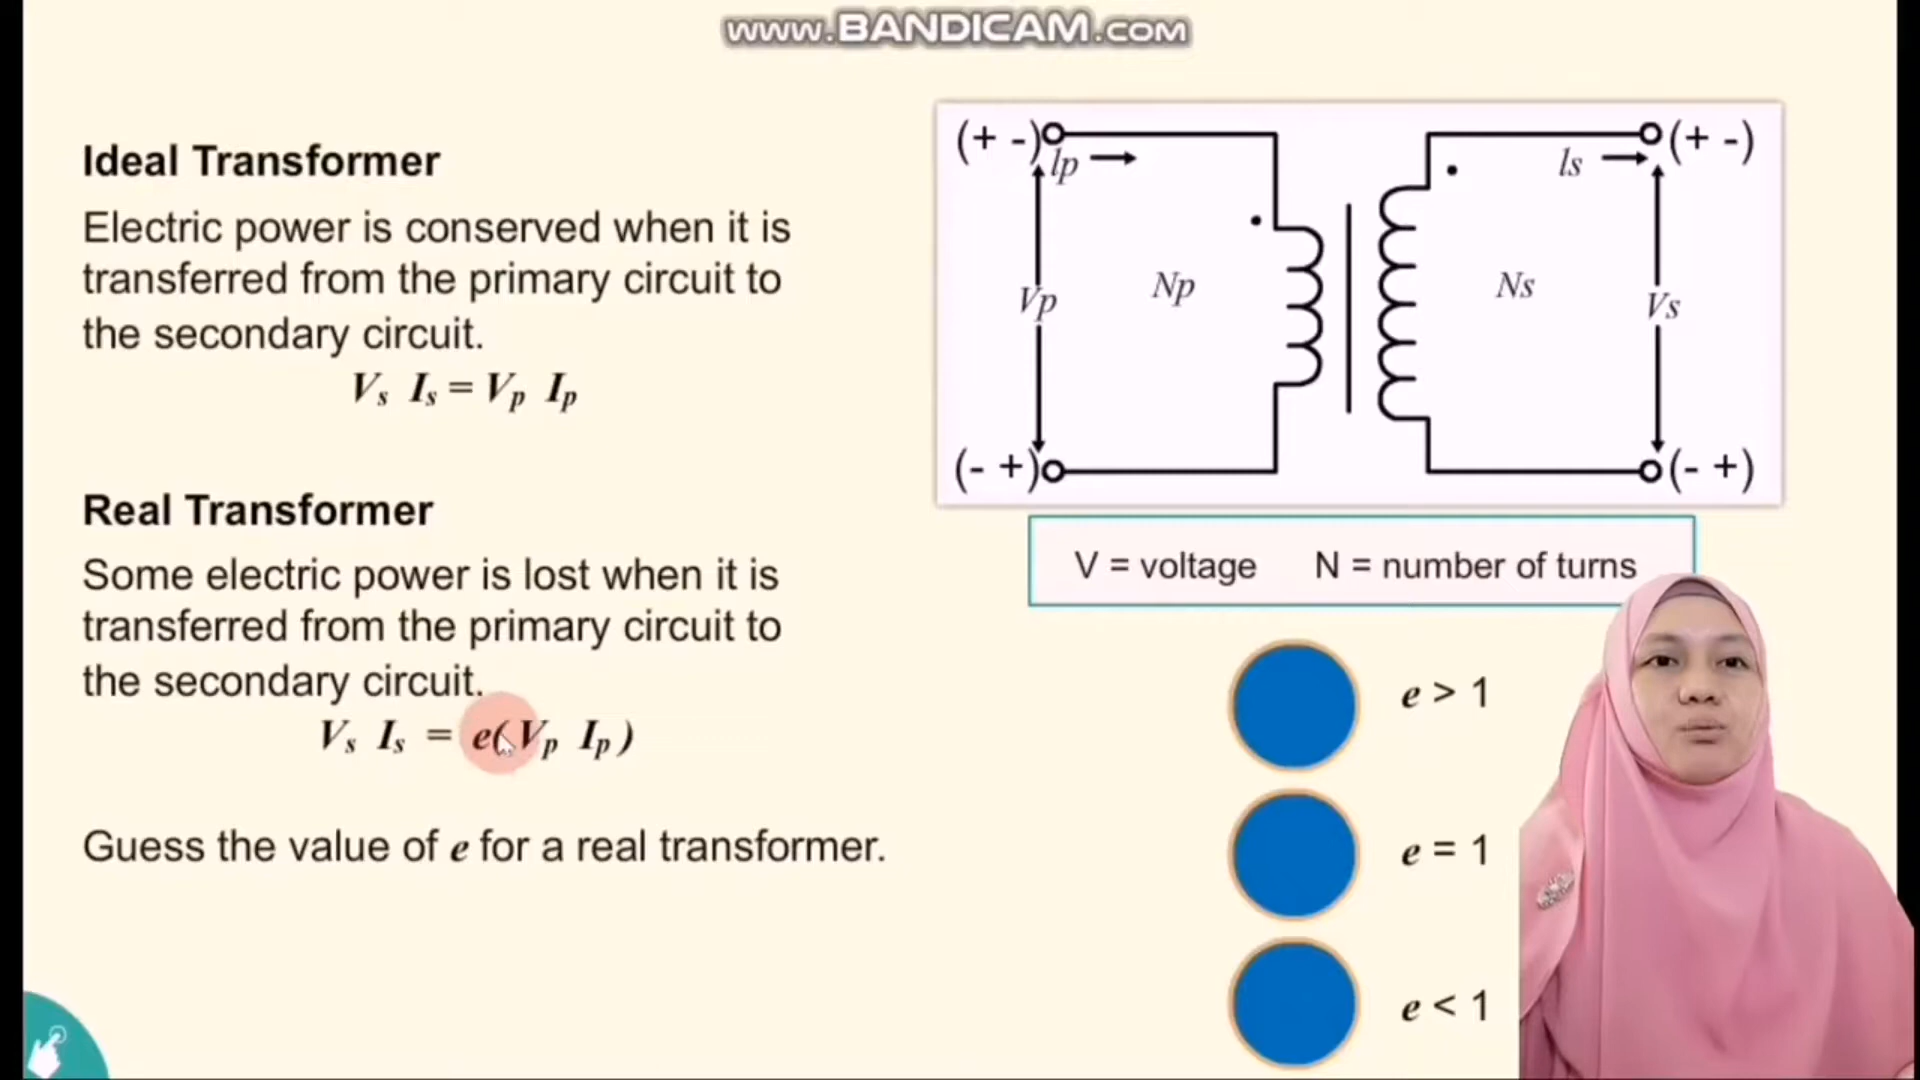 www.BANDICAM.com
Ideal Transformer
Electric power is conserved when it is
transferred from the primary circuit to
the secondary circuit.
Vs Is = Vp Ip
Real Transformer
Some electric power is lost when it is
transferred from the primary circuit to
the secondary circuit.
Vs Is = e( Vp Ip )
Guess the value of e for a real transformer.
(+ -) Ip Is (+ -)
Vp Np Ns Vs
(- +) (- +)
V = voltage N = number of turns
e > 1
e = 1
e < 1